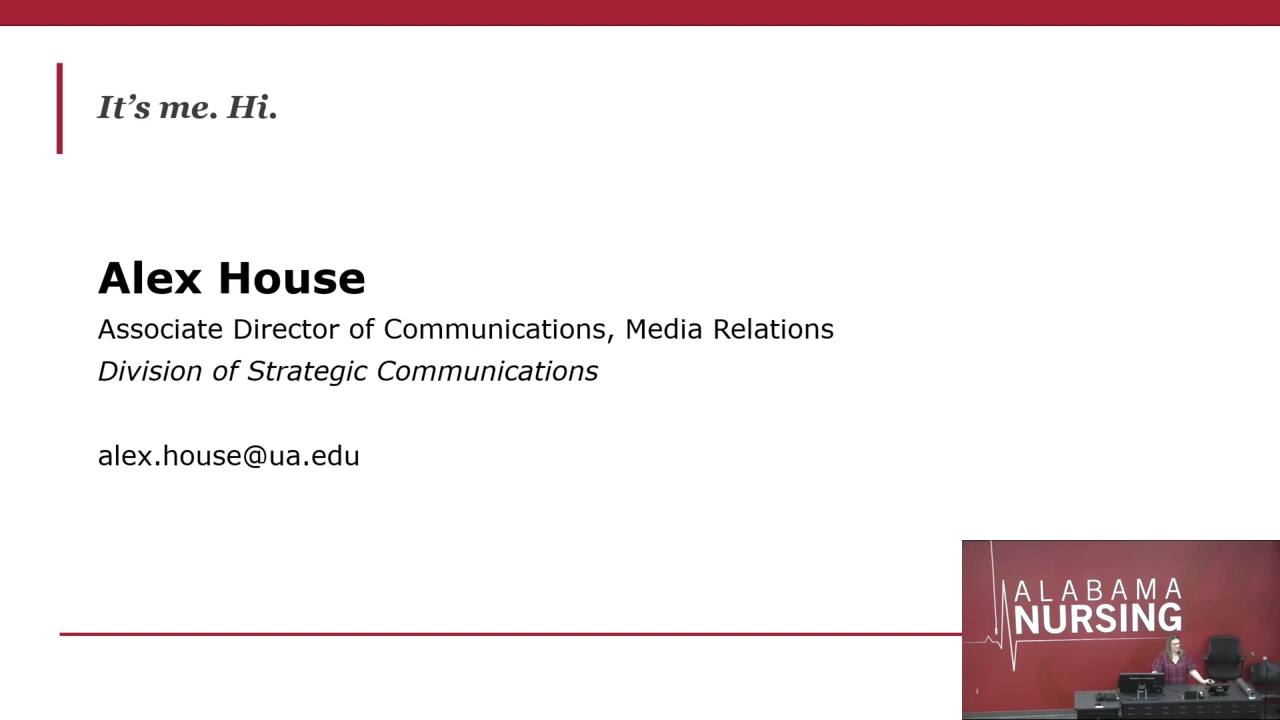 It’s me. Hi.
Alex House
Associate Director of Communications, Media Relations
Division of Strategic Communications
alex.house@ua.edu
ALABAMA
NURSING